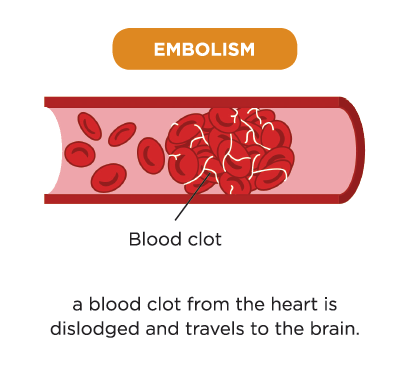 EMBOLISM
Blood clot
a blood clot from the heart is
dislodged and travels to the brain.